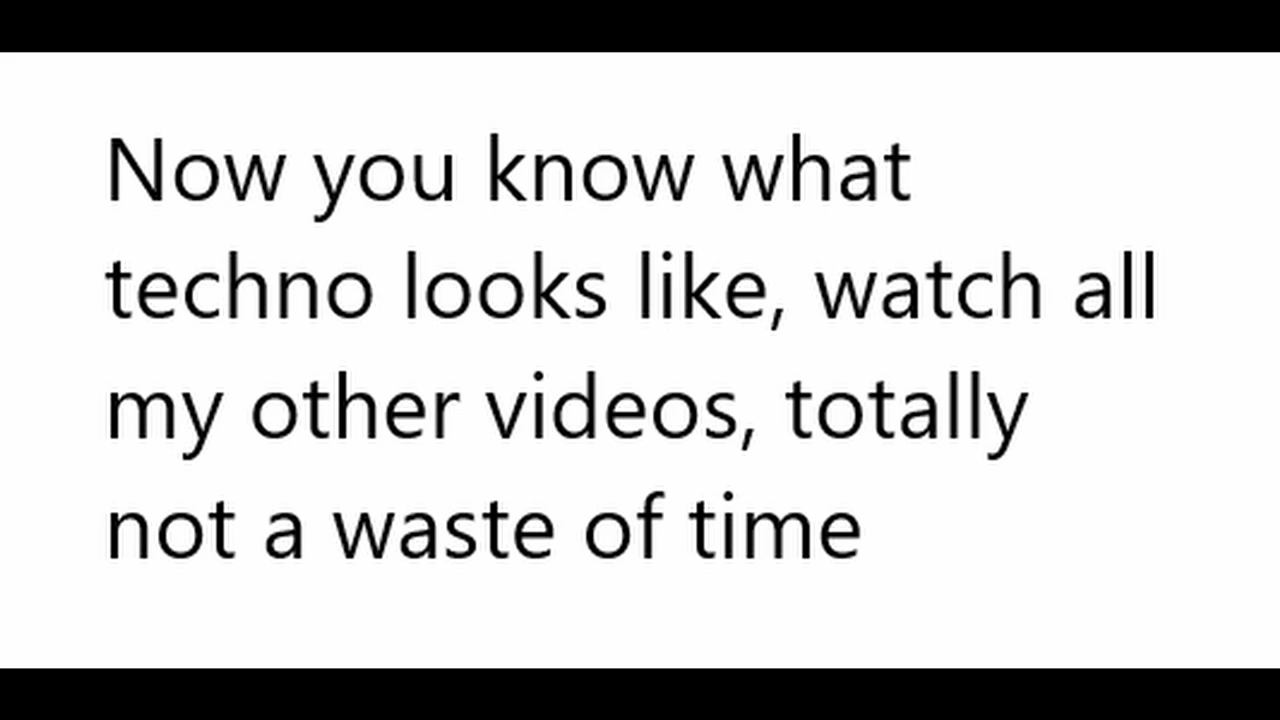 Now you know what
techno looks like, watch all
my other videos, totally
not a waste of time